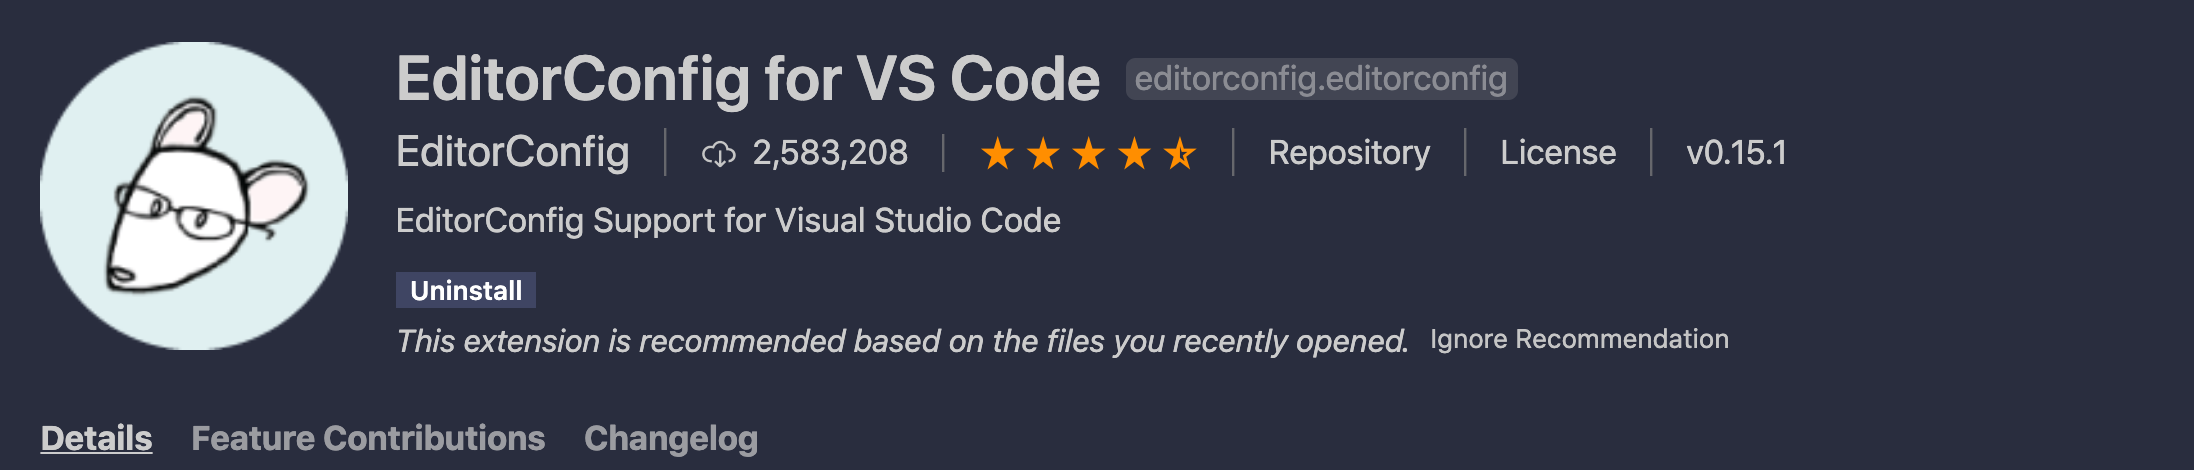 EditorConfig for VS Code editorconfig.editorconfig
EditorConfig 2,583,208 Repository License v0.15.1
EditorConfig Support for Visual Studio Code
Uninstall
This extension is recommended based on the files you recently opened. Ignore Recommendation
Details Feature Contributions Changelog